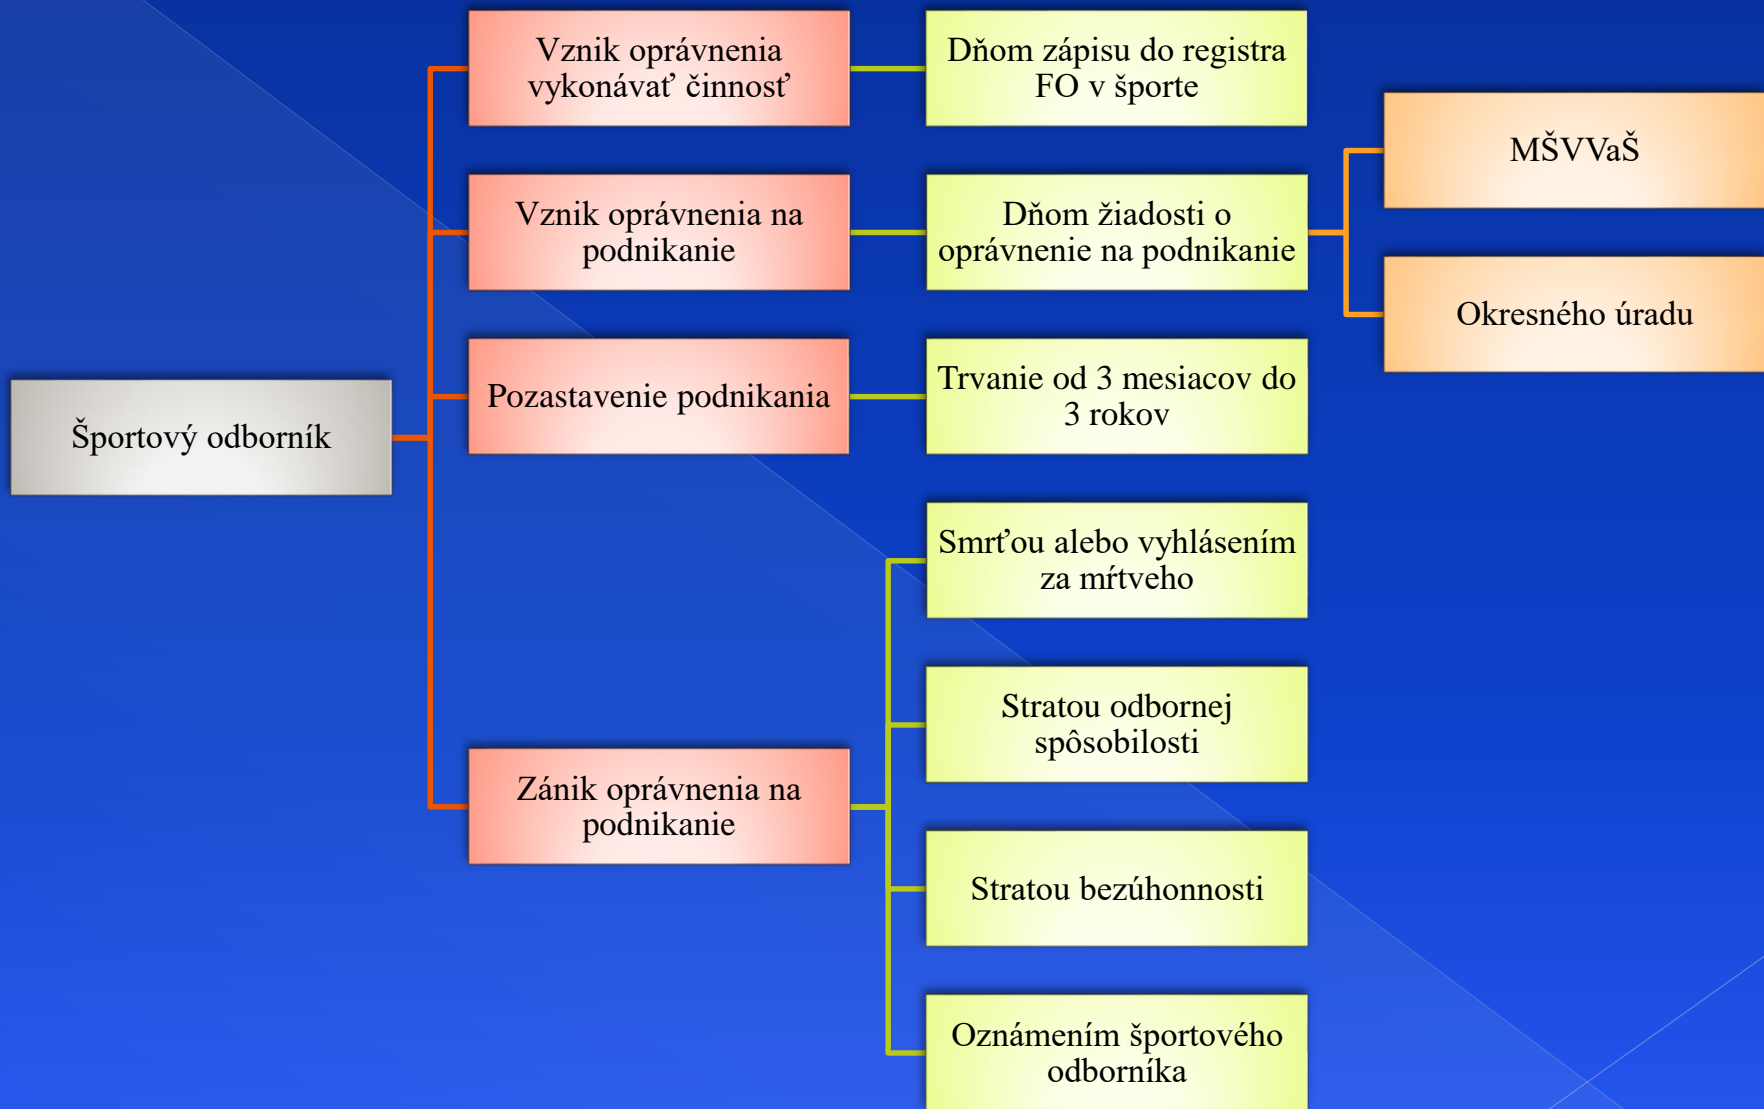 Športový odborník
Vznik oprávnenia
vykonávať činnosť
Dňom zápisu do registra
FO v športe
Vznik oprávnenia na
podnikanie
Dňom žiadosti o
oprávnenie na podnikanie
MŠVVaŠ
Okresného úradu
Pozastavenie podnikania
Trvanie od 3 mesiacov do
3 rokov
Zánik oprávnenia na
podnikanie
Smrťou alebo vyhlásením
za mŕtveho
Stratou odbornej
spôsobilosti
Stratou bezúhonnosti
Oznámením športového
odborníka